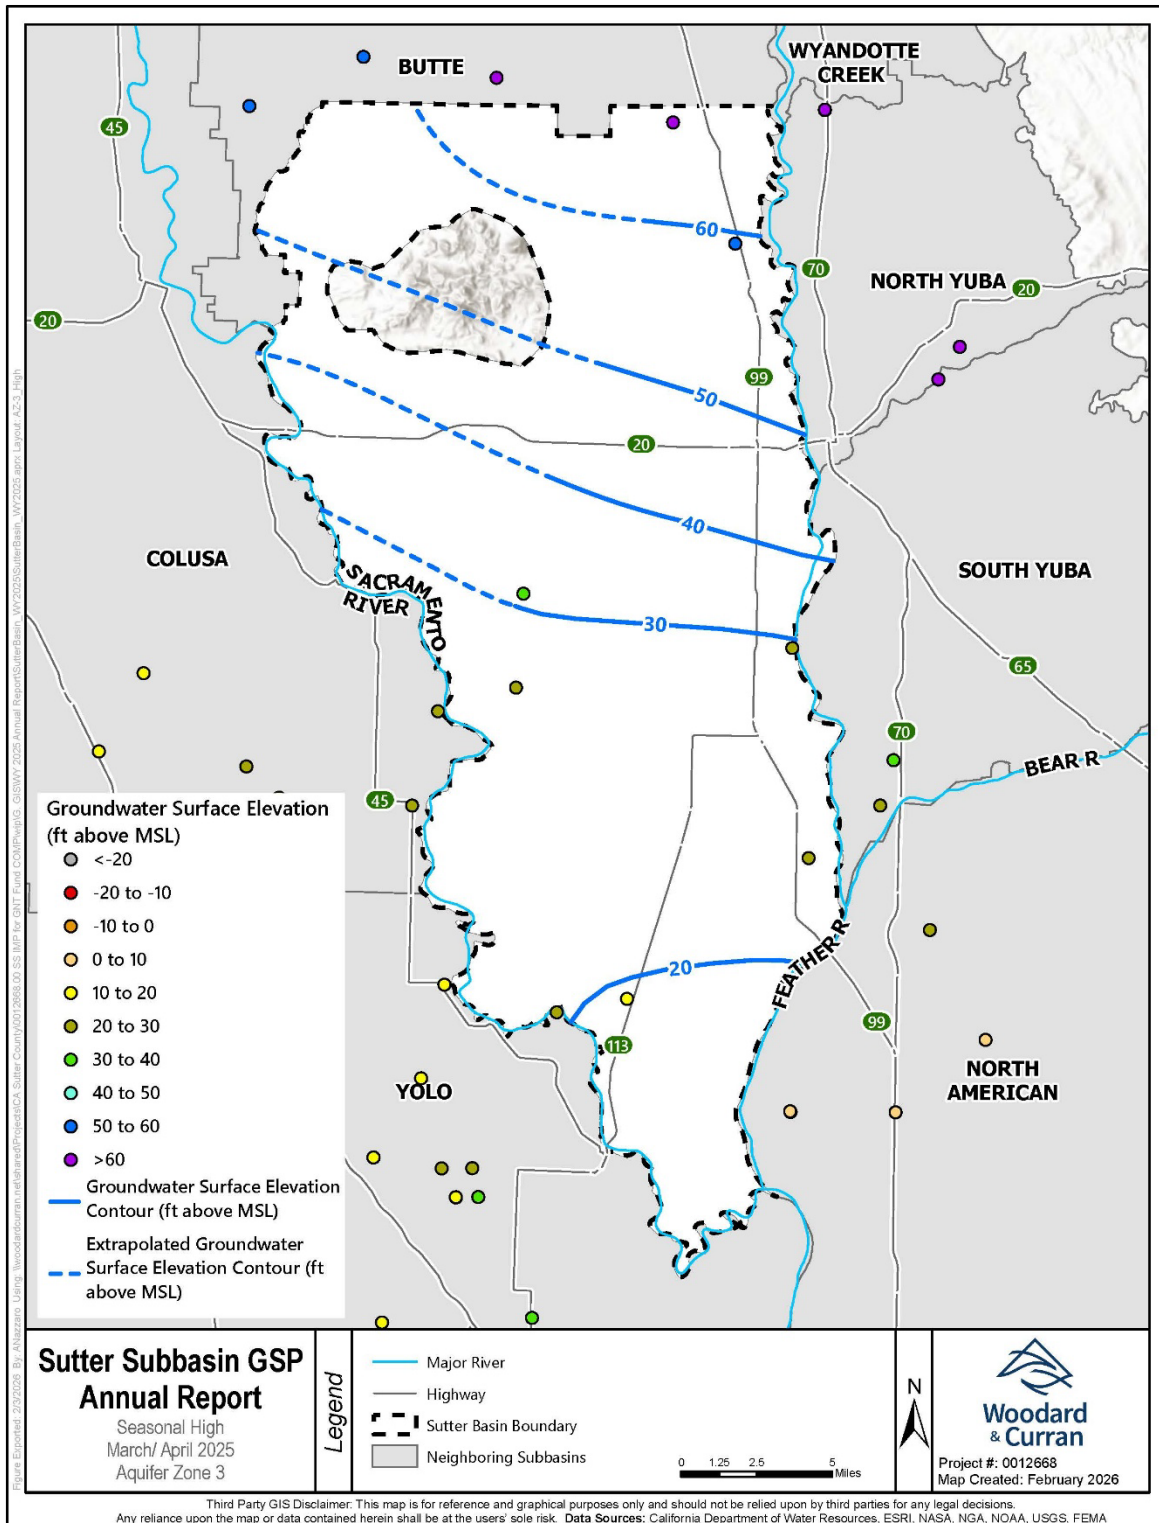 BUTTE
WYANDOTTE
CREEK
45
60
70
NORTH YUBA
20
20
99
50
20
40
COLUSA
SACRAMENTO
RIVER
SOUTH YUBA
30
65
70
BEAR R
45
20
FEATHER R
99
113
NORTH
AMERICAN
YOLO
Groundwater Surface Elevation
(ft above MSL)
<-20
-20 to -10
-10 to 0
0 to 10
10 to 20
20 to 30
30 to 40
40 to 50
50 to 60
>60
Groundwater Surface Elevation
Contour (ft above MSL)
Extrapolated Groundwater
Surface Elevation Contour (ft
above MSL)
Sutter Subbasin GSP
Annual Report
Seasonal High
March/ April 2025
Aquifer Zone 3
Legend
Major River
Highway
Sutter Basin Boundary
Neighboring Subbasins
0 1.25 2.5 5
Miles
N
Woodard
& Curran
Project #: 0012668
Map Created: February 2026
Third Party GIS Disclaimer: This map is for reference and graphical purposes only and should not be relied upon by third parties for any legal decisions.
Any reliance upon the map or data contained herein shall be at the users' sole risk. Data Sources: California Department of Water Resources, ESRI, NASA, NGA, NOAA, USGS, FEMA
Figure Exported: 2/3/2026 By: ANazzaro Using: